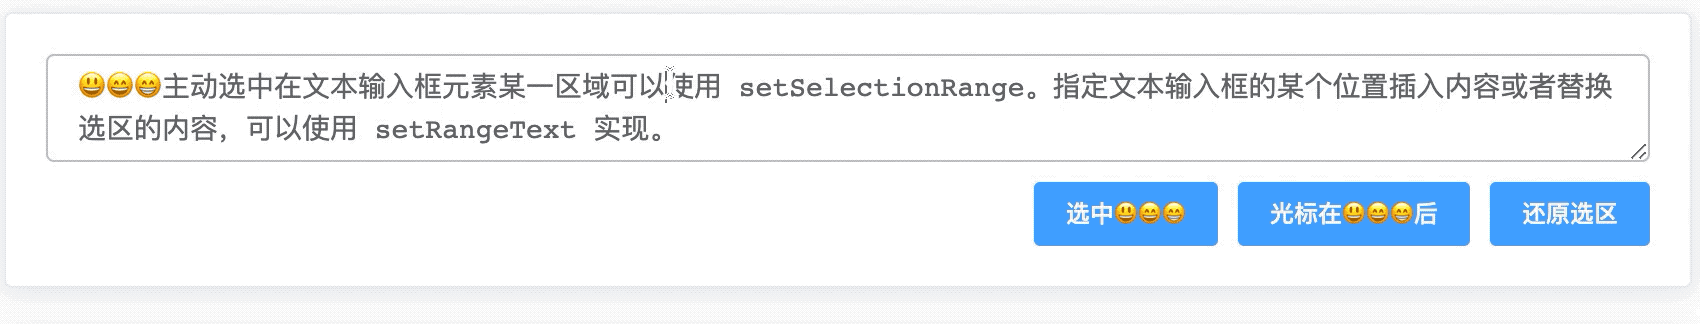 😃😄😁主动选中在文本输入框元素某一区域可以使用 setSelectionRange。指定文本输入框的某个位置插入内容或者替换
选区的内容，可以使用 setRangeText 实现。
选中😃😄😁 光标在😃😄😁后 还原选区